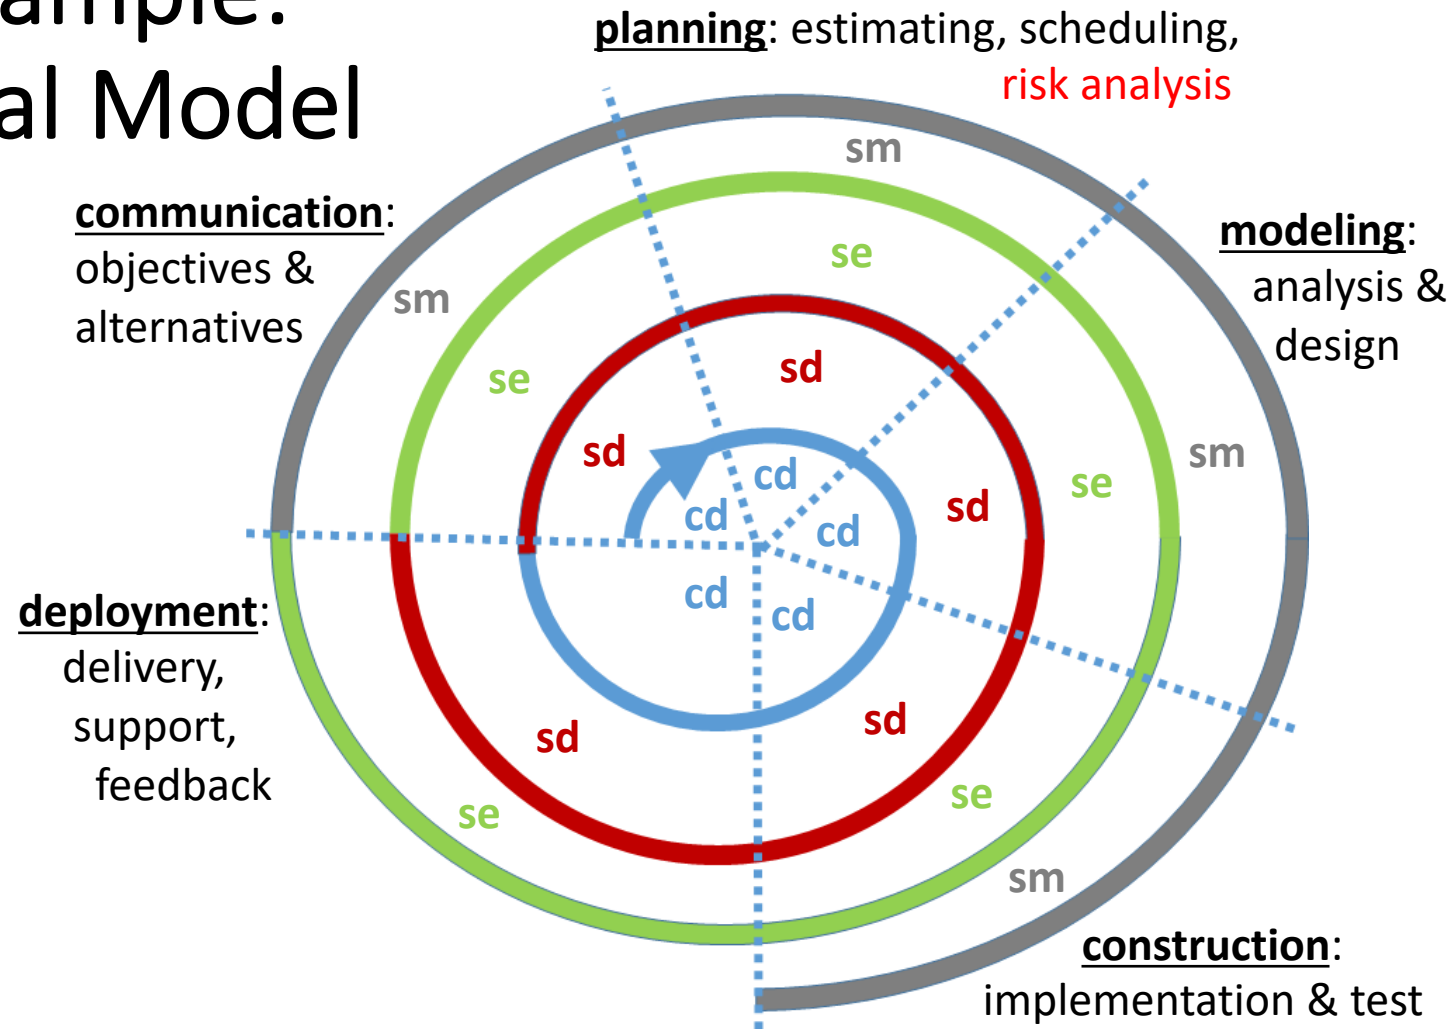 ample:
al Model
planning: estimating, scheduling,
risk analysis
communication:
objectives &
alternatives
modeling:
analysis &
design
deployment:
delivery,
support,
feedback
construction:
implementation & test
sm
sm
sm
sm
se
se
se
se
se
sd
sd
sd
sd
sd
cd
cd
cd
cd
cd